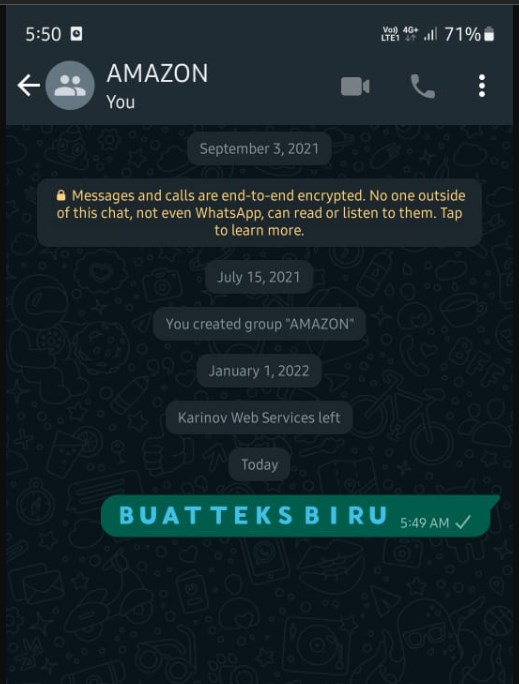 5:50 Vo)) 4G+ LTE1 71%
AMAZON
You
September 3, 2021
Messages and calls are end-to-end encrypted. No one outside
of this chat, not even WhatsApp, can read or listen to them. Tap
to learn more.
July 15, 2021
You created group "AMAZON"
January 1, 2022
Karinov Web Services left
Today
BUAT TEKS BIRU 5:49 AM